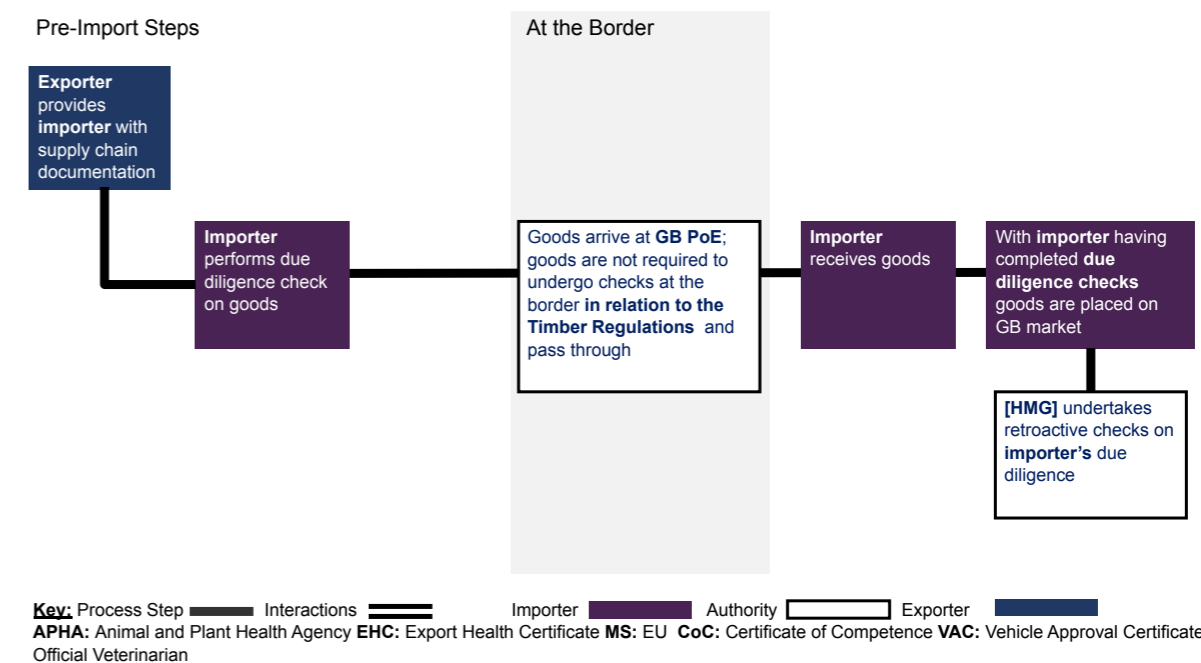 Pre-Import Steps
At the Border
Exporter
provides
importer with
supply chain
documentation
Importer
performs due
diligence check
on goods
Goods arrive at GB PoE;
goods are not required to
undergo checks at the
border in relation to the
Timber Regulations and
pass through
Importer
receives goods
With importer having
completed due
diligence checks
goods are placed on
GB market
[HMG] undertakes
retroactive checks on
importer’s due
diligence
Key: Process Step Interactions Importer Authority Exporter
APHA: Animal and Plant Health Agency EHC: Export Health Certificate MS: EU CoC: Certificate of Competence VAC: Vehicle Approval Certificate
Official Veterinarian